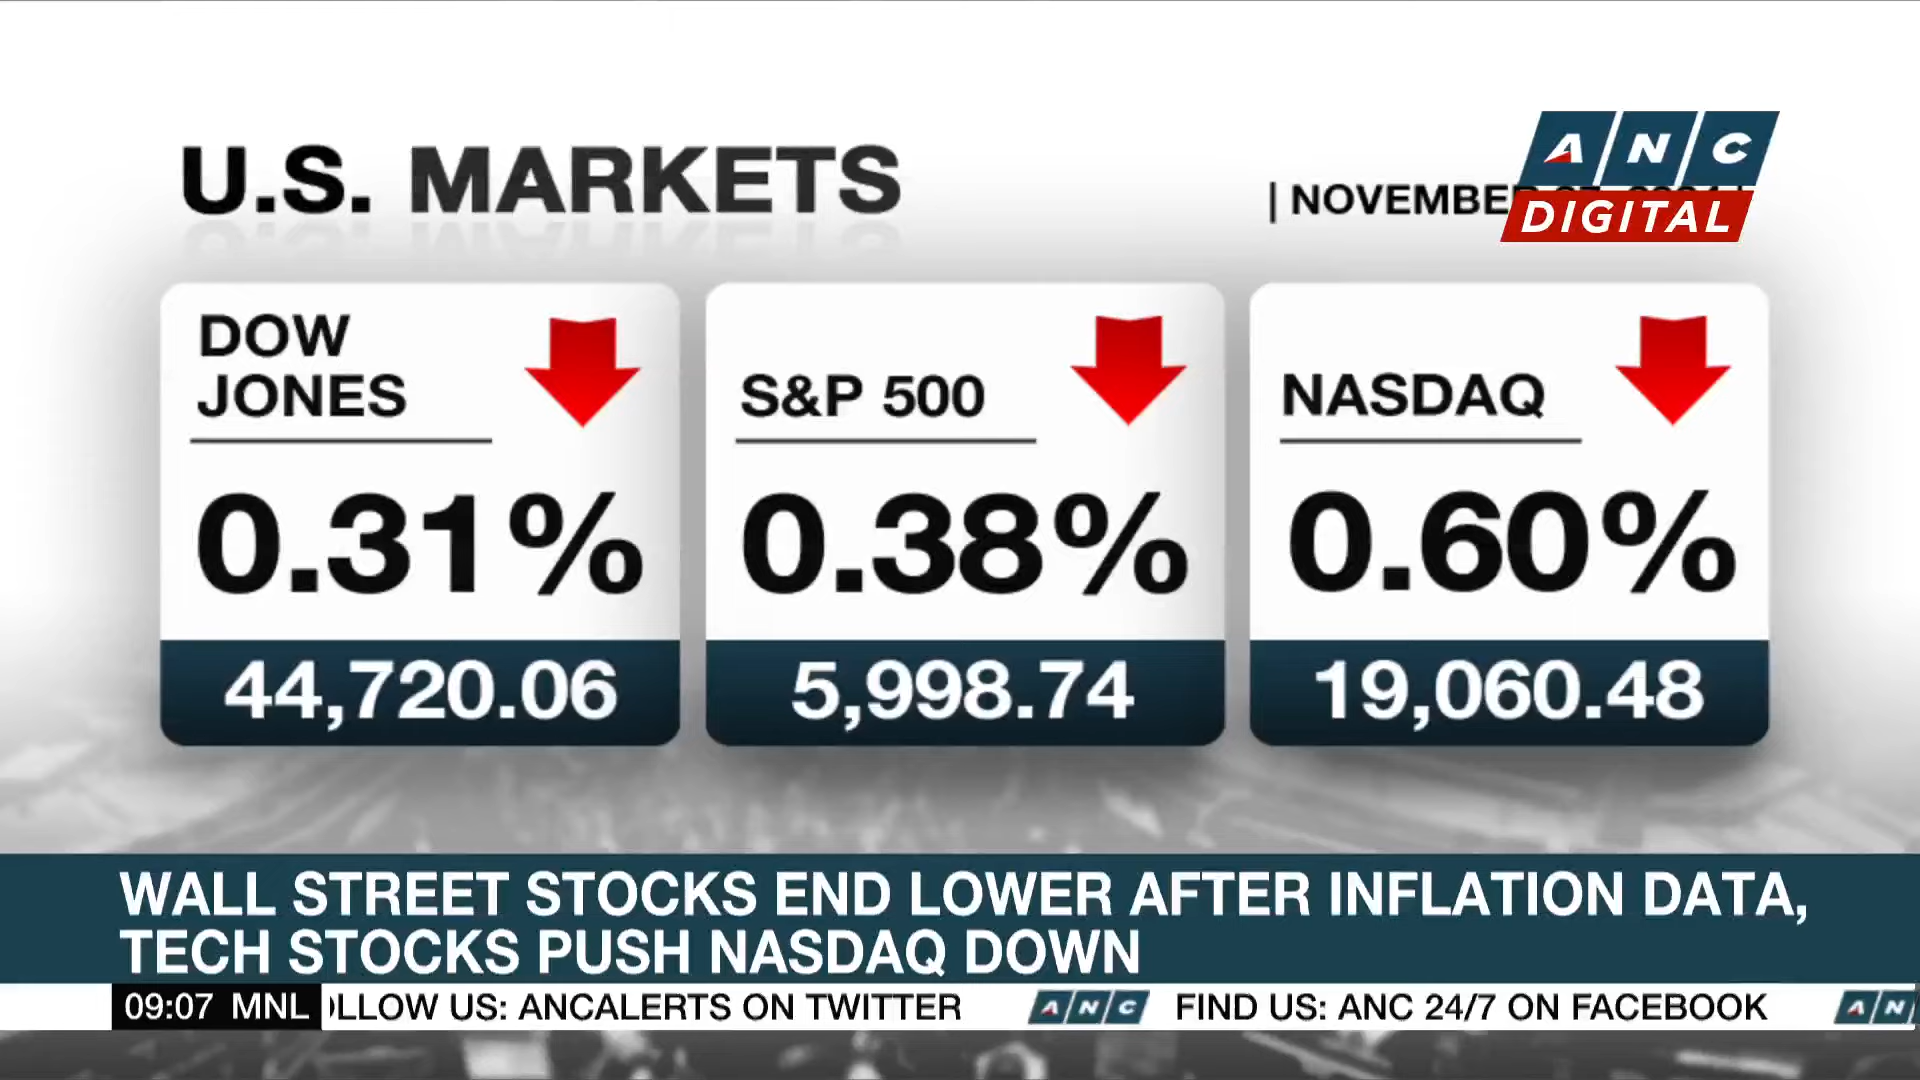 U.S. MARKETS
| NOVEMBE
ANC
DIGITAL
DOW
JONES
0.31%
44,720.06
S&P 500
0.38%
5,998.74
NASDAQ
0.60%
19,060.48
WALL STREET STOCKS END LOWER AFTER INFLATION DATA,
TECH STOCKS PUSH NASDAQ DOWN
09:07 MNL OLLOW US: ANCALERTS ON TWITTER ANC FIND US: ANC 24/7 ON FACEBOOK AN